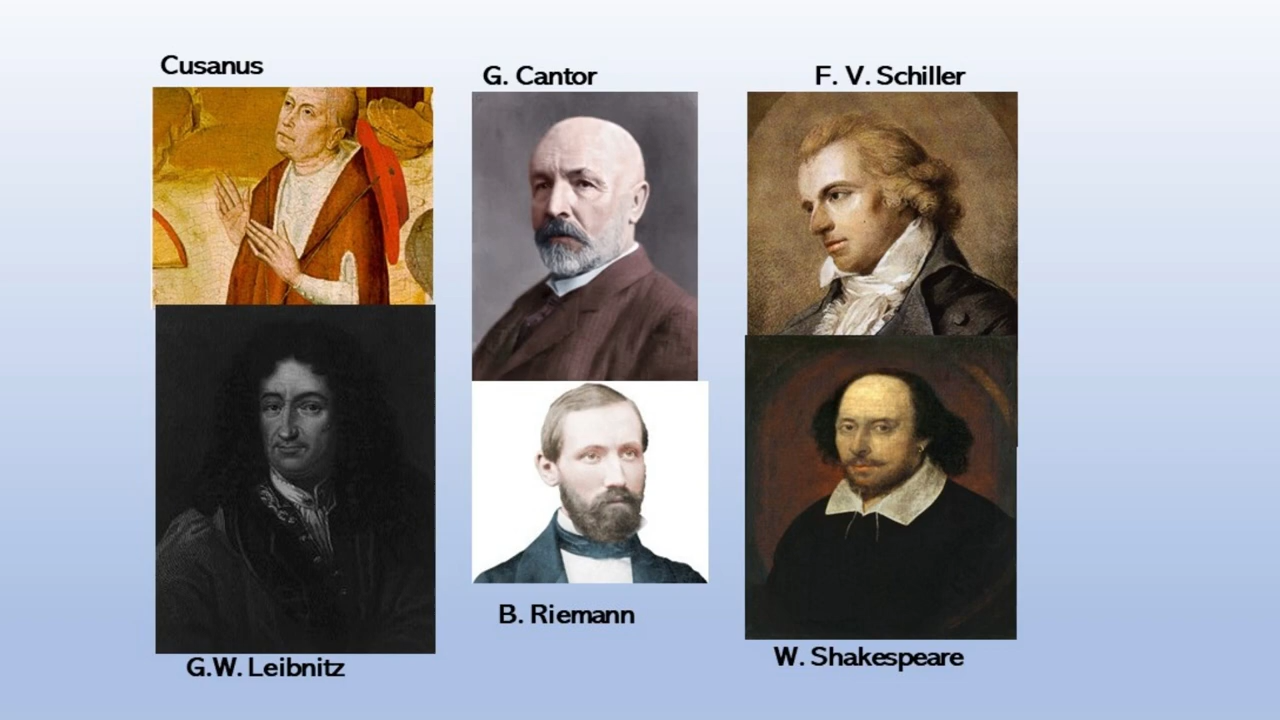 Cusanus
G. Cantor
F. V. Schiller
B. Riemann
G.W. Leibnitz
W. Shakespeare